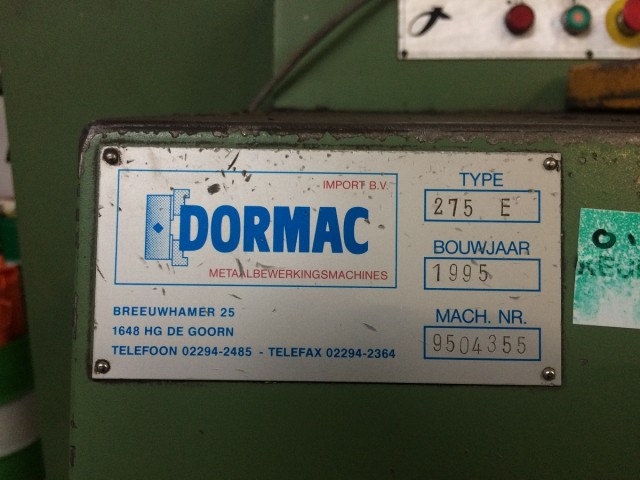 IMPORT B.V.
DORMAC
METAALBEWERKINGSMACHINES
BREEUWHAMER 25
1648 HG DE GOORN
TELEFOON 02294-2485 - TELEFAX 02294-2364
TYPE
275 E
BOUWJAAR
1995
MACH. NR.
9504355